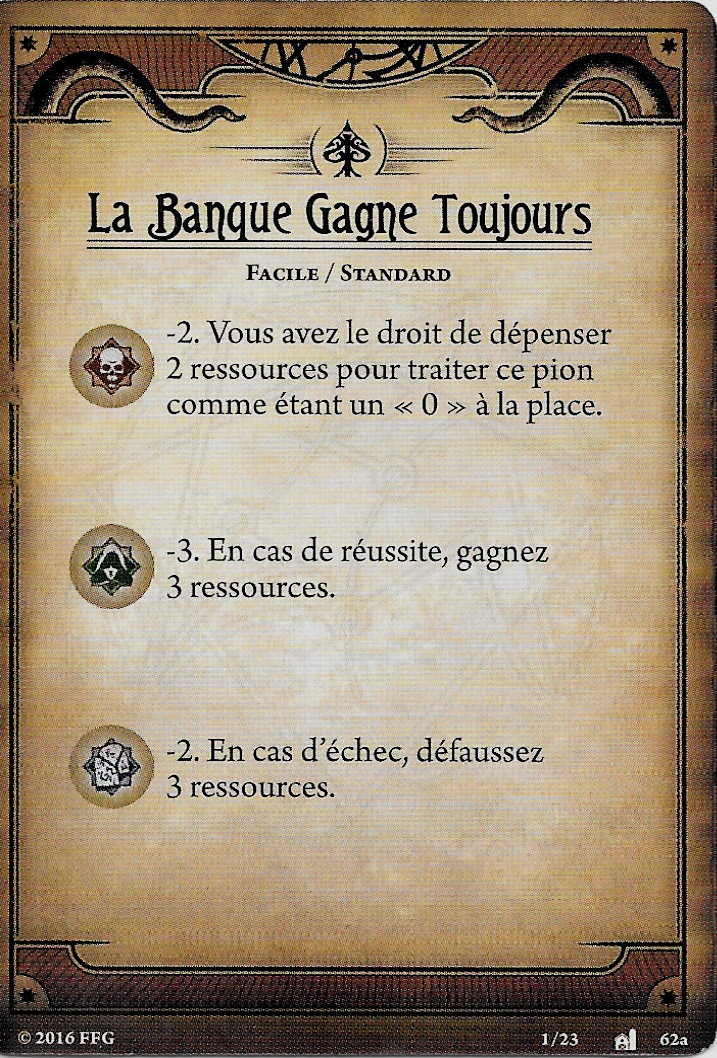 La Banque Gagne Toujours
Facile / Standard
-2. Vous avez le droit de dépenser
2 ressources pour traiter ce pion
comme étant un « 0 » à la place.
-3. En cas de réussite, gagnez
3 ressources.
-2. En cas d'échec, défaussez
3 ressources.
© 2016 FFG
1/23
62a